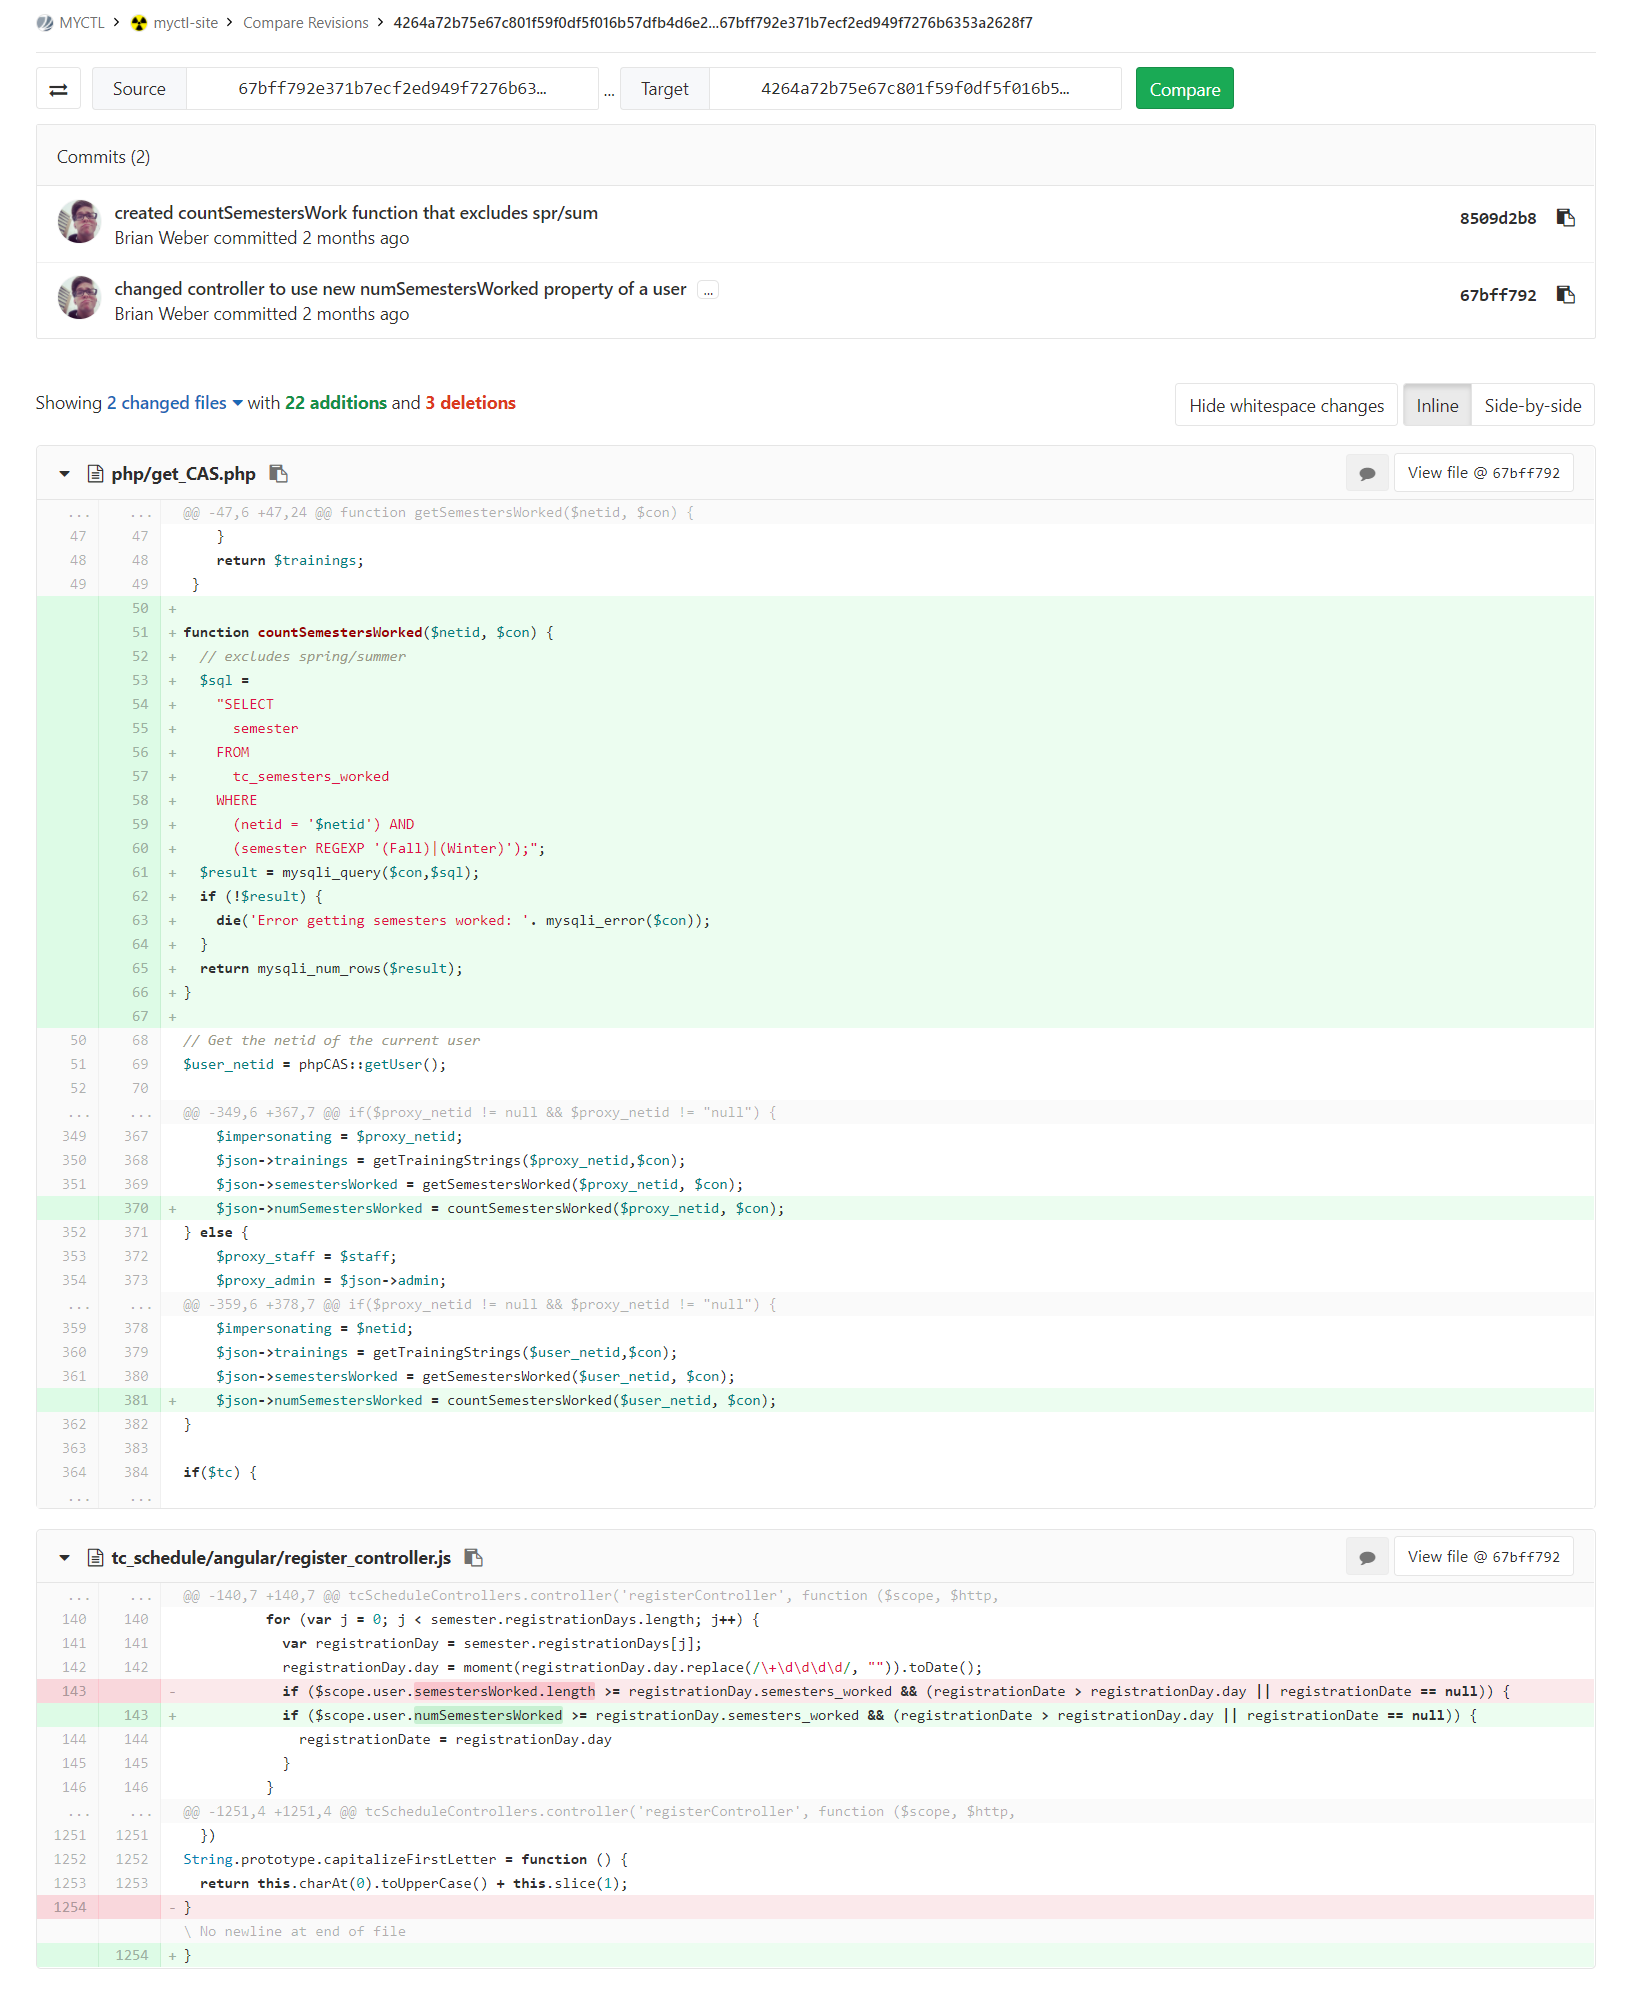 MYCTL > myctl-site > Compare Revisions > 4264a72b75e67c801f59f0df5f016b57dfb4d6e2...67bff792e371b7ecf2ed949f7276b6353a2628f7
Source 67bff792e371b7ecf2ed949f7276b63… ... Target 4264a72b75e67c801f59f0df5f016b5… Compare
Commits (2)
created countSemestersWork function that excludes spr/sum
Brian Weber committed 2 months ago
8509d2b8
changed controller to use new numSemestersWorked property of a user ...
Brian Weber committed 2 months ago
67bff792
Showing 2 changed files with 22 additions and 3 deletions
Hide whitespace changes Inline Side-by-side
php/get_CAS.php View file @ 67bff792
... ... @@ -47,6 +47,24 @@ function getSemestersWorked($netid, $con) {
47 47 }
48 48 return $trainings;
49 49 }
50 +
51 + function countSemestersWorked($netid, $con) {
52 + // excludes spring/summer
53 + $sql =
54 + "SELECT
55 + semester
56 + FROM
57 + tc_semesters_worked
58 + WHERE
59 + (netid = '$netid') AND
60 + (semester REGEXP '(Fall)|(Winter)');";
61 + $result = mysqli_query($con,$sql);
62 + if (!$result) {
63 + die('Error getting semesters worked: '. mysqli_error($con));
64 + }
65 + return mysqli_num_rows($result);
66 + }
67 +
50 68 // Get the netid of the current user
51 69 $user_netid = phpCAS::getUser();
52 70
... ... @@ -349,6 +367,7 @@ if($proxy_netid != null && $proxy_netid != "null") {
349 367 $impersonating = $proxy_netid;
350 368 $json->trainings = getTrainingStrings($proxy_netid,$con);
351 369 $json->semestersWorked = getSemestersWorked($proxy_netid, $con);
370 + $json->numSemestersWorked = countSemestersWorked($proxy_netid, $con);
352 371 } else {
353 372 $proxy_staff = $staff;
354 373 $proxy_admin = $json->admin;
... ... @@ -359,6 +378,7 @@ if($proxy_netid != null && $proxy_netid != "null") {
359 378 $impersonating = $netid;
360 379 $json->trainings = getTrainingStrings($user_netid,$con);
361 380 $json->semestersWorked = getSemestersWorked($user_netid, $con);
381 + $json->numSemestersWorked = countSemestersWorked($user_netid, $con);
362 382 }
363 383
364 384 if($tc) {
... ...
tc_schedule/angular/register_controller.js View file @ 67bff792
... ... @@ -140,7 +140,7 @@ tcScheduleControllers.controller('registerController', function ($scope, $http,
140 140 for (var j = 0; j < semester.registrationDays.length; j++) {
141 141 var registrationDay = semester.registrationDays[j];
142 142 registrationDay.day = moment(registrationDay.day.replace(/\+\d\d\d\d/, "")).toDate();
143 - if ($scope.user.semestersWorked.length >= registrationDay.semesters_worked && (registrationDate > registrationDay.day || registrationDate == null)) {
143 + if ($scope.user.numSemestersWorked >= registrationDay.semesters_worked && (registrationDate > registrationDay.day || registrationDate == null)) {
144 144 registrationDate = registrationDay.day
145 145 }
146 146 }
... ... @@ -1251,4 +1251,4 @@ tcScheduleControllers.controller('registerController', function ($scope, $http,
1251 1251 })
1252 1252 String.prototype.capitalizeFirstLetter = function () {
1253 1253 return this.charAt(0).toUpperCase() + this.slice(1);
1254 - }
\ No newline at end of file
1254 + }